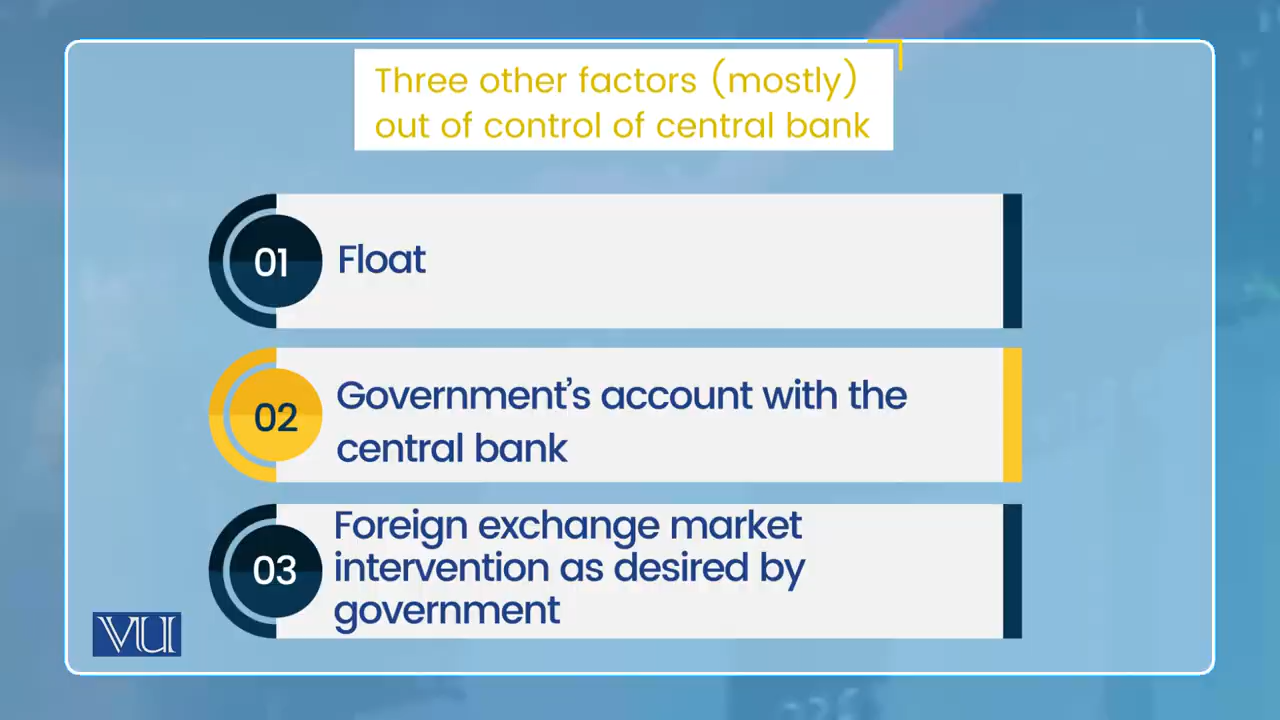 Three other factors (mostly)
out of control of central bank
01
Float
02
Government’s account with the
central bank
03
Foreign exchange market
intervention as desired by
government
VU